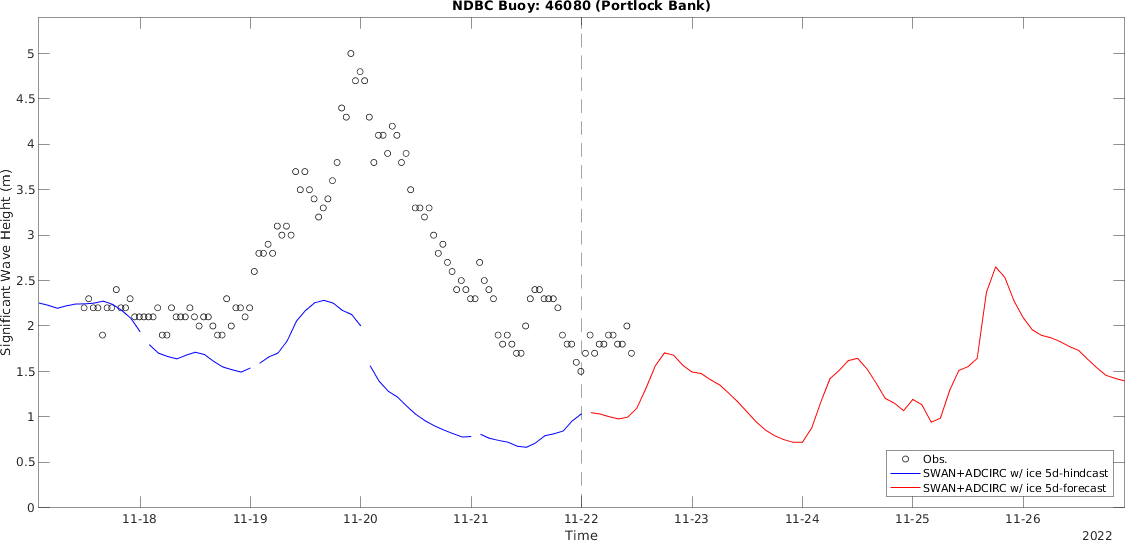 NDBC Buoy: 46080 (Portlock Bank)
Significant Wave Height (m)
5
4.5
4
3.5
3
2.5
2
1.5
1
0.5
0
Obs.
SWAN+ADCIRC w/ ice 5d-hindcast
SWAN+ADCIRC w/ ice 5d-forecast
11-18 11-19 11-20 11-21 11-22 11-23 11-24 11-25 11-26
Time
2022